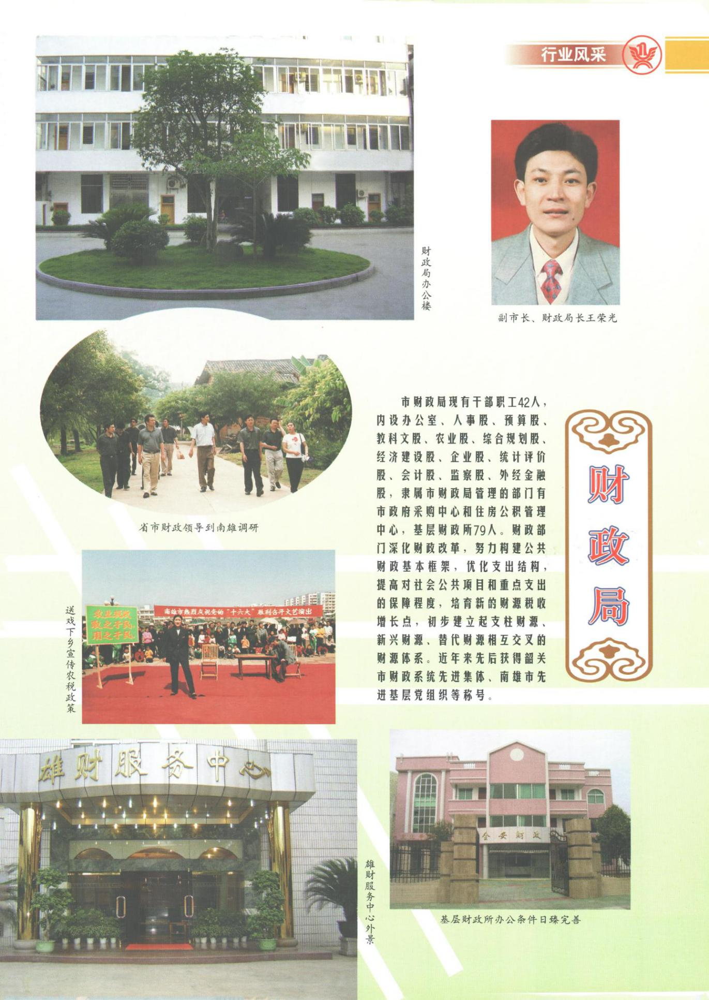 行业风采
财政局办公楼
副市长、财政局长王荣光
省市财政领导到南雄调研
市财政局现有干部职工42人，
内设办公室、人事股、预算股、
教科文股、农业股、综合规划股、
经济建设股、企业股、统计评价
股、会计股、监察股、外经金融
股，隶属市财政局管理的部门有
市政府采购中心和住房公积管理
中心，基层财政所79人。财政部
门深化财政改革，努力构建公共
财政基本框架，优化支出结构，
提高对社会公共项目和重点支出
的保障程度，培育新的财源税收
增长点，初步建立起支柱财源、
新兴财源、替代财源相互交叉的
财源体系。近年来先后获得韶关
市财政系统先进集体、南雄市先
进基层党组织等称号。
财政局
送戏下乡宣传农税政策
农业税收
取之于民，
用之于民。
南雄市热烈庆祝党的“十六大”胜利召开文艺演出
雄财服务中心
雄财服务中心外景
全安财政
基层财政所办公条件日臻完善